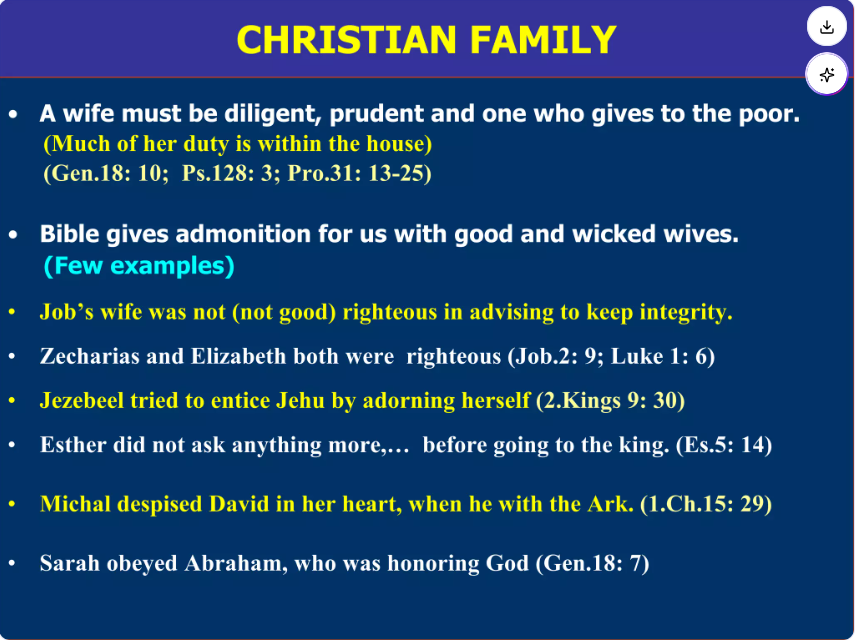 CHRISTIAN FAMILY
• A wife must be diligent, prudent and one who gives to the poor.
(Much of her duty is within the house)
(Gen.18: 10; Ps.128: 3; Pro.31: 13-25)
• Bible gives admonition for us with good and wicked wives.
(Few examples)
• Job's wife was not (not good) righteous in advising to keep integrity.
• Zecharias and Elizabeth both were righteous (Job.2: 9; Luke 1: 6)
• Jezebeel tried to entice Jehu by adorning herself (2.Kings 9: 30)
• Esther did not ask anything more,… before going to the king. (Es.5: 14)
• Michal despised David in her heart, when he with the Ark. (1.Ch.15: 29)
• Sarah obeyed Abraham, who was honoring God (Gen.18: 7)